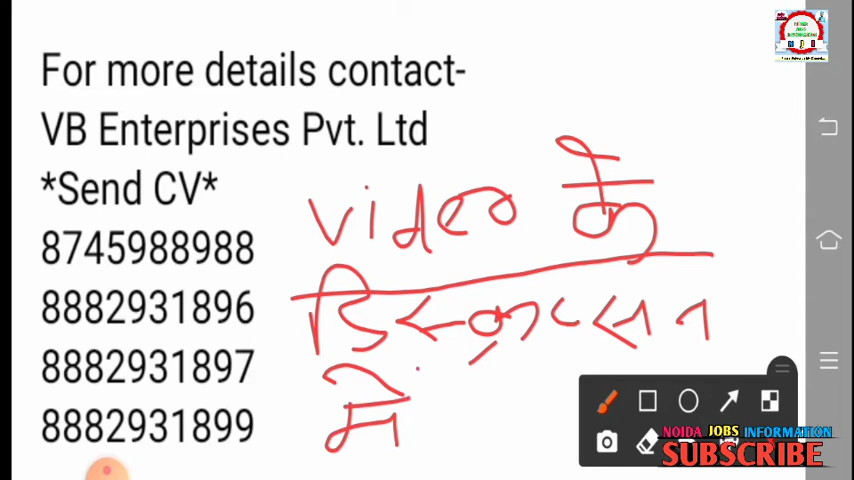 For more details contact-
VB Enterprises Pvt. Ltd
*Send CV*
8745988988
8882931896
8882931897
8882931899
video के
डिस्क्रिप्शन
में
NOIDA JOBS INFORMATION
SUBSCRIBE